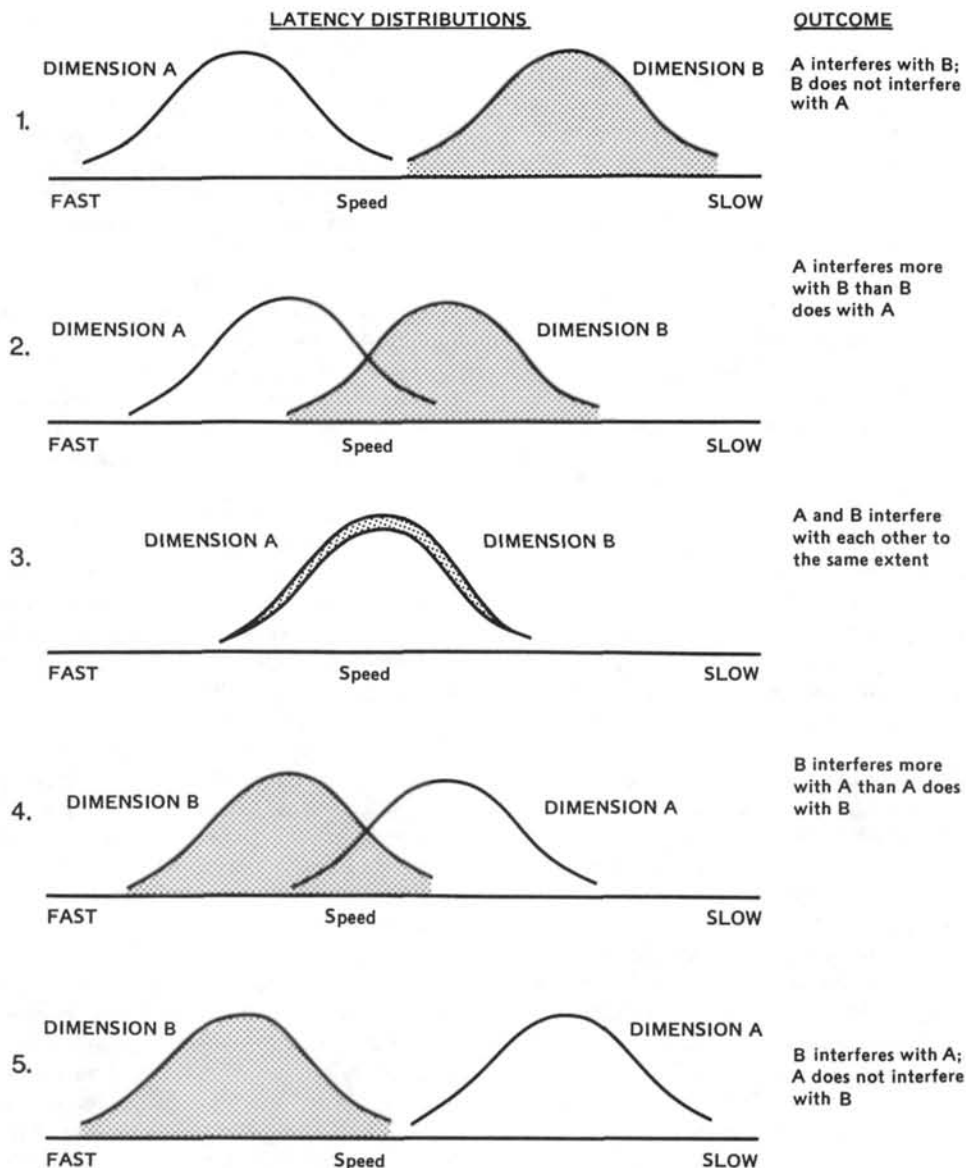 LATENCY DISTRIBUTIONS
OUTCOME
1.
DIMENSION A
DIMENSION B
A interferes with B;
B does not interfere
with A
FAST
Speed
SLOW
2.
DIMENSION A
DIMENSION B
A interferes more
with B than B
does with A
FAST
Speed
SLOW
3.
DIMENSION A
DIMENSION B
A and B interfere
with each other to
the same extent
FAST
Speed
SLOW
4.
DIMENSION B
DIMENSION A
B interferes more
with A than A does
with B
FAST
Speed
SLOW
5.
DIMENSION B
DIMENSION A
B interferes with A;
A does not interfere
with B
FAST
Speed
SLOW